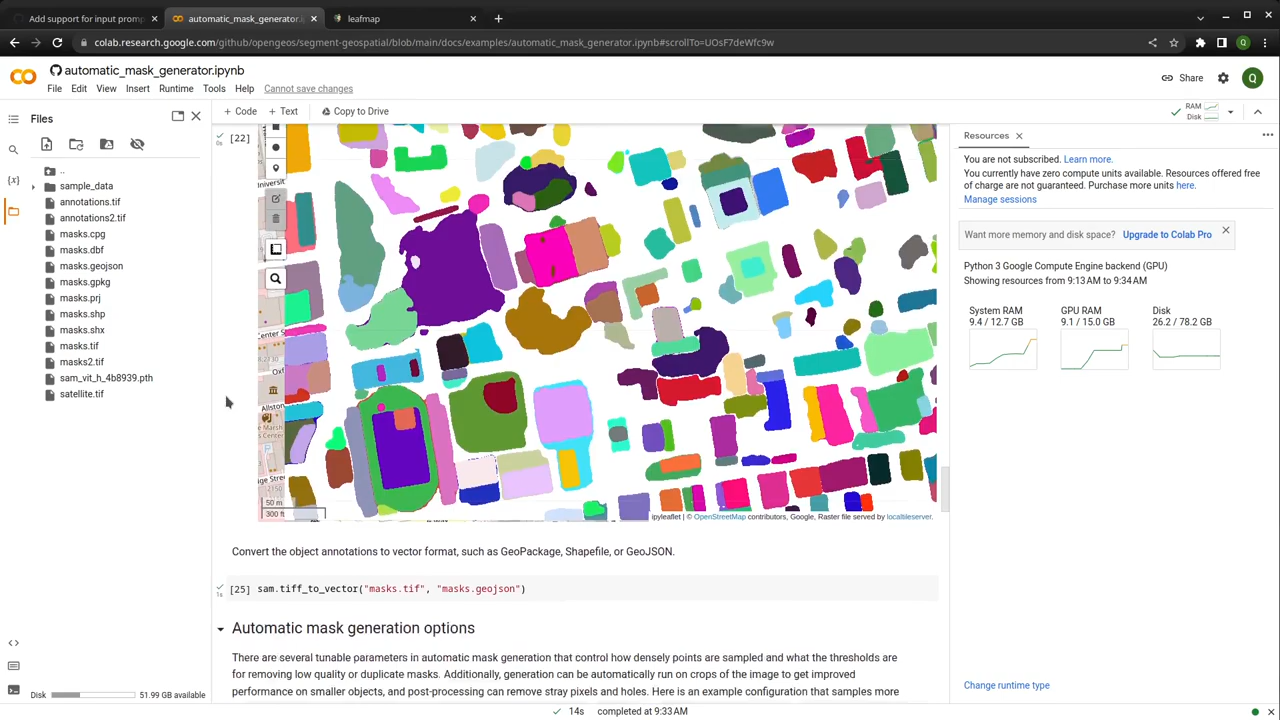 Add support for input promp
automatic_mask_generator.i
leafmap
colab.research.google.com/github/opengeos/segment-geospatial/blob/main/docs/examples/automatic_mask_generator.ipynb#scrollTo=UOsF7deWfc9w
Q
automatic_mask_generator.ipynb
File Edit View Insert Runtime Tools Help Cannot save changes
Share
Q
Files
+ Code + Text Copy to Drive
RAM
Disk
Resources
..
sample_data
annotations.tif
annotations2.tif
masks.cpg
masks.dbf
masks.geojson
masks.gpkg
masks.prj
masks.shp
masks.shx
masks.tif
masks2.tif
sam_vit_h_4b8939.pth
satellite.tif
Disk 51.99 GB available
[22]
0s
50 m
300 ft
ipyleaflet | © OpenStreetMap contributors, Google, Raster file served by localtileserver.
Convert the object annotations to vector format, such as GeoPackage, Shapefile, or GeoJSON.
[25] sam.tiff_to_vector("masks.tif", "masks.geojson")
1s
Automatic mask generation options
There are several tunable parameters in automatic mask generation that control how densely points are sampled and what the thresholds are
for removing low quality or duplicate masks. Additionally, generation can be automatically run on crops of the image to get improved
performance on smaller objects, and post-processing can remove stray pixels and holes. Here is an example configuration that samples more
You are not subscribed. Learn more.
You currently have zero compute units available. Resources offered free
of charge are not guaranteed. Purchase more units here.
Manage sessions
Want more memory and disk space? Upgrade to Colab Pro
Python 3 Google Compute Engine backend (GPU)
Showing resources from 9:13 AM to 9:34 AM
System RAM
9.4 / 12.7 GB
GPU RAM
9.1 / 15.0 GB
Disk
26.2 / 78.2 GB
Change runtime type
14s completed at 9:33 AM